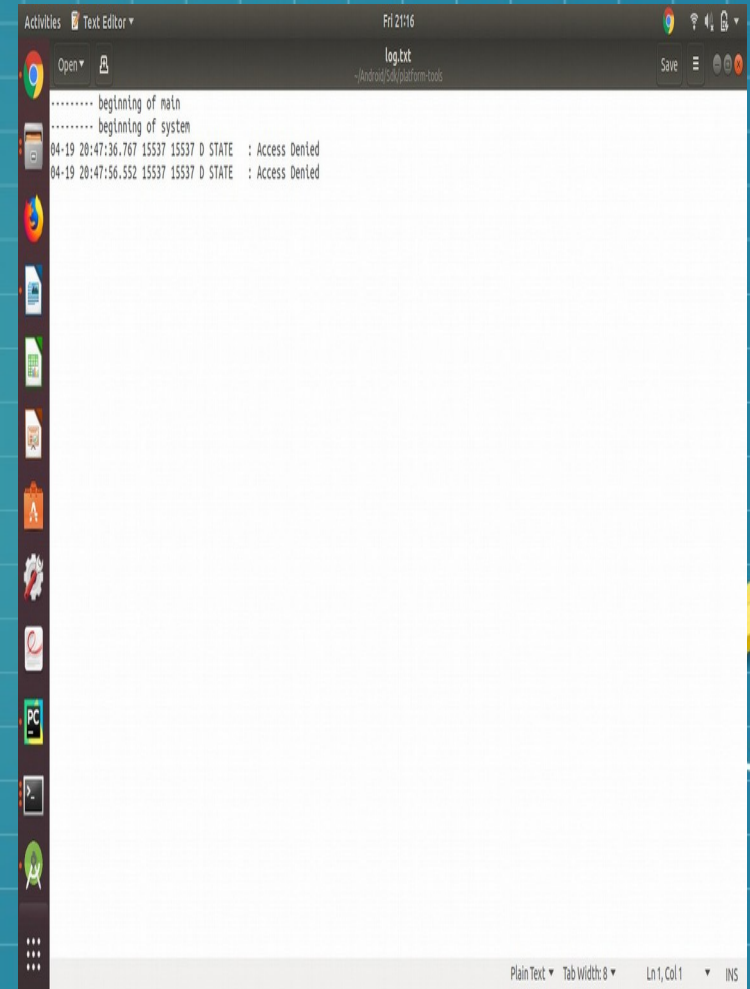 Activities Text Editor Fri 21:16
Open log.txt Save
~/Android/Sdk/platform-tools
--------- beginning of main
--------- beginning of system
04-19 20:47:36.767 15537 15537 D STATE   : Access Denied
04-19 20:47:56.552 15537 15537 D STATE   : Access Denied
PC
Plain Text Tab Width: 8 Ln 1, Col 1 INS